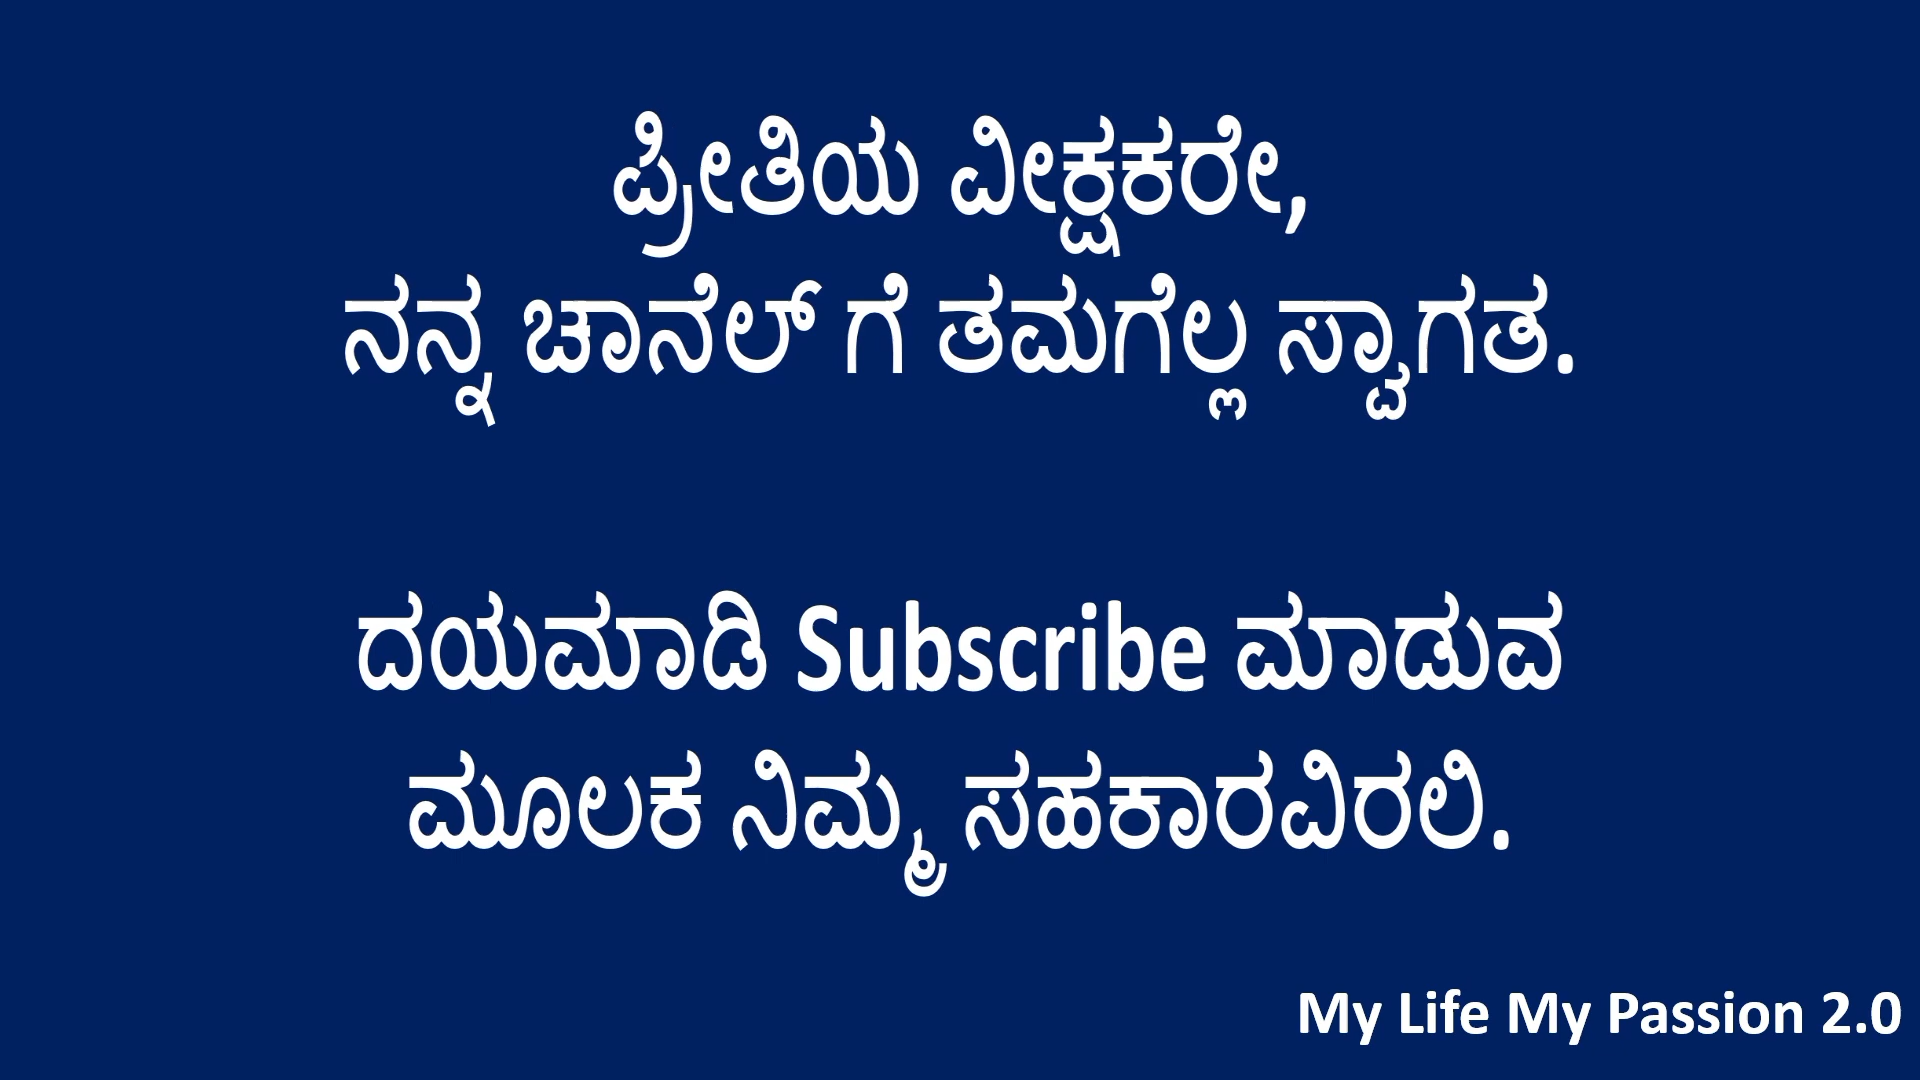 ಪ್ರೀತಿಯ ವೀಕ್ಷಕರೇ,
ನನ್ನ ಚಾನೆಲ್ ಗೆ ತಮಗೆಲ್ಲ ಸ್ವಾಗತ.
ದಯಮಾಡಿ Subscribe ಮಾಡುವ
ಮೂಲಕ ನಿಮ್ಮ ಸಹಕಾರವಿರಲಿ.
My Life My Passion 2.0